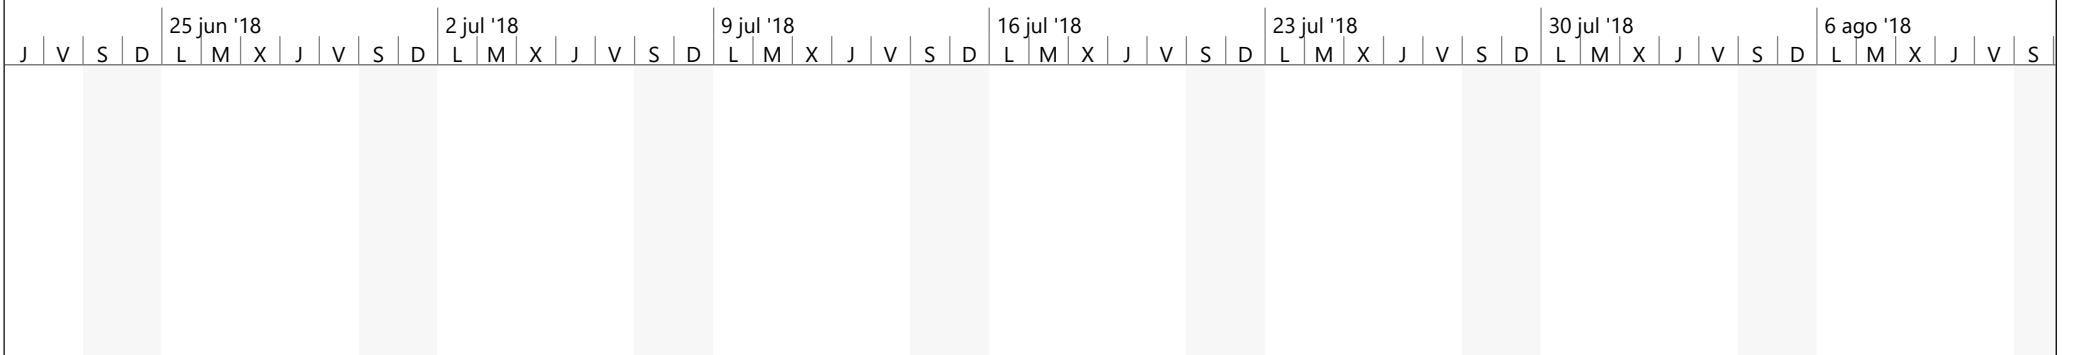 25 jun '18 2 jul '18 9 jul '18 16 jul '18 23 jul '18 30 jul '18 6 ago '18
J V S D L M X J V S D L M X J V S D L M X J V S D L M X J V S D L M X J V S D L M X J V S D L M X J V S